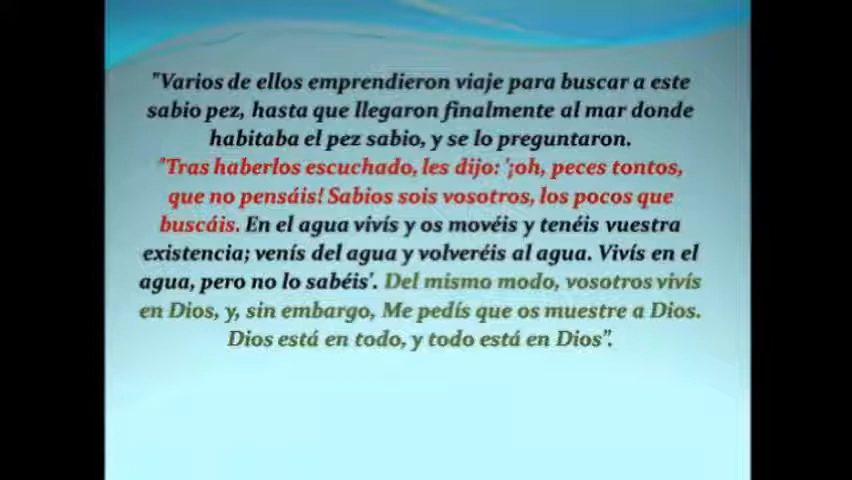 "Varios de ellos emprendieron viaje para buscar a este
sabio pez, hasta que llegaron finalmente al mar donde
habitaba el pez sabio, y se lo preguntaron.
"Tras haberlos escuchado, les dijo: '¡oh, peces tontos,
que no pensáis! Sabios sois vosotros, los pocos que
buscáis. En el agua vivís y os movéis y tenéis vuestra
existencia; venís del agua y volveréis al agua. Vivís en el
agua, pero no lo sabéis'. Del mismo modo, vosotros vivís
en Dios, y, sin embargo, Me pedís que os muestre a Dios.
Dios está en todo, y todo está en Dios".